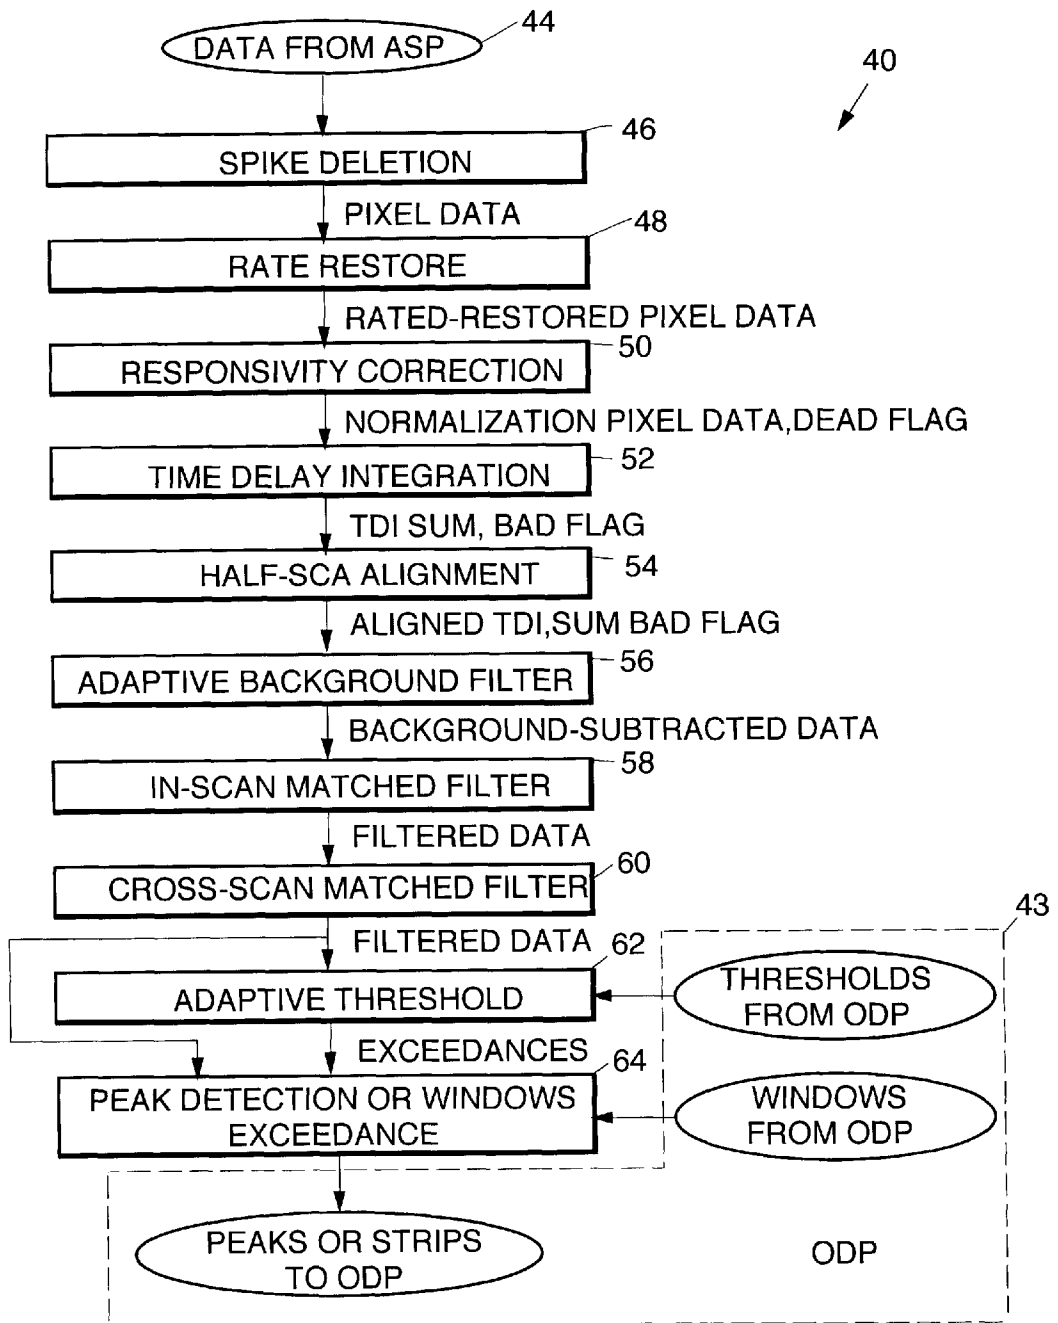 44
DATA FROM ASP
40
46
SPIKE DELETION
PIXEL DATA
48
RATE RESTORE
RATED-RESTORED PIXEL DATA
50
RESPONSIVITY CORRECTION
NORMALIZATION PIXEL DATA,DEAD FLAG
52
TIME DELAY INTEGRATION
TDI SUM, BAD FLAG
54
HALF-SCA ALIGNMENT
ALIGNED TDI,SUM BAD FLAG
56
ADAPTIVE BACKGROUND FILTER
BACKGROUND-SUBTRACTED DATA
58
IN-SCAN MATCHED FILTER
FILTERED DATA
60
CROSS-SCAN MATCHED FILTER
43
FILTERED DATA
62
ADAPTIVE THRESHOLD
THRESHOLDS
FROM ODP
EXCEEDANCES
64
PEAK DETECTION OR WINDOWS
EXCEEDANCE
WINDOWS
FROM ODP
PEAKS OR STRIPS
TO ODP
ODP